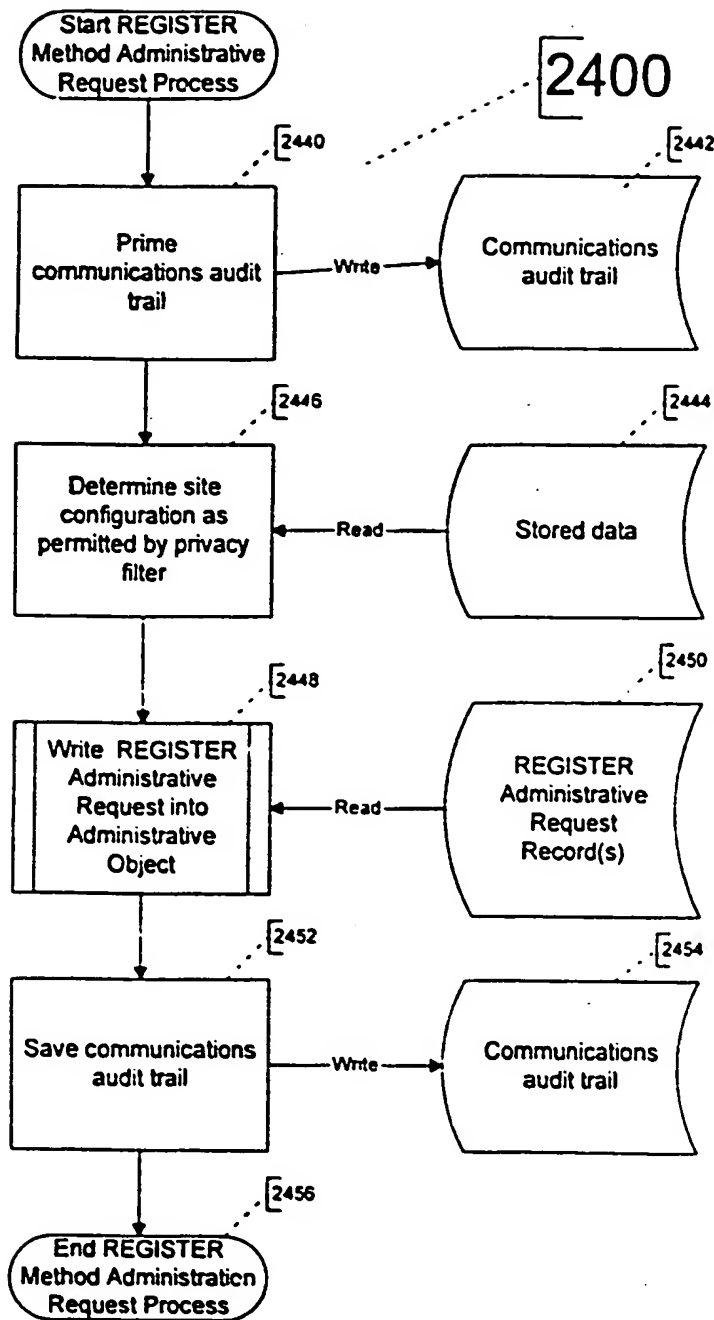 Start REGISTER
Method Administrative
Request Process
2400
2440
2442
Prime
communications audit
trail
Write
Communications
audit trail
2446
2444
Determine site
configuration as
permitted by privacy
filter
Read
Stored data
2448
2450
Write REGISTER
Administrative
Request into
Administrative
Object
Read
REGISTER
Administrative
Request
Record(s)
2452
2454
Save communications
audit trail
Write
Communications
audit trail
2456
End REGISTER
Method Administration
Request Process